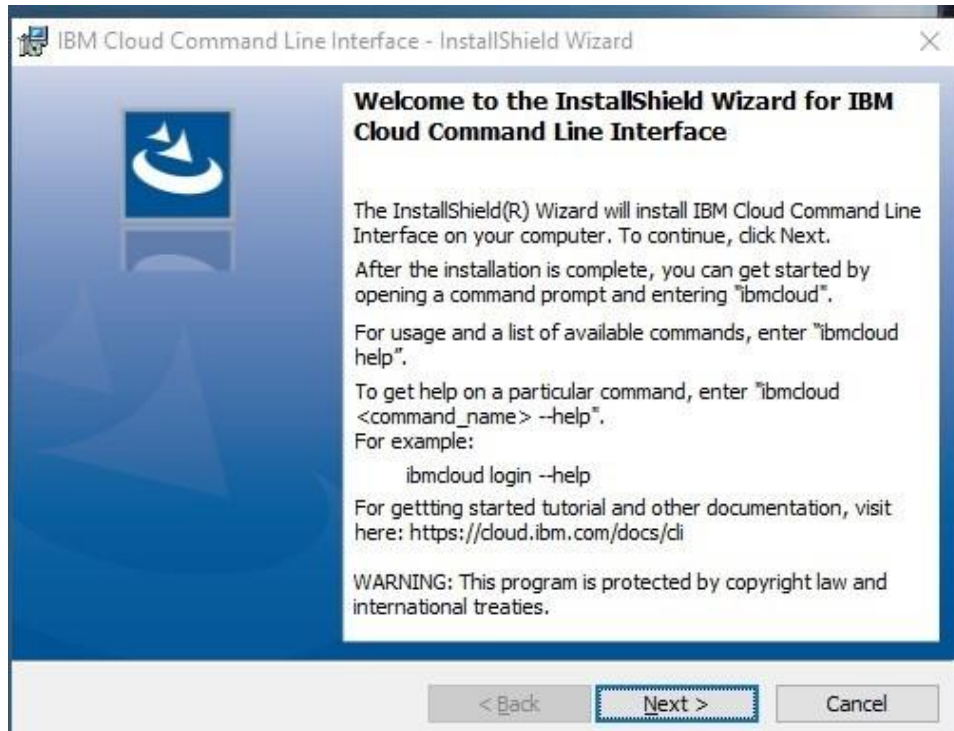 IBM Cloud Command Line Interface - InstallShield Wizard
Welcome to the InstallShield Wizard for IBM
Cloud Command Line Interface
The InstallShield(R) Wizard will install IBM Cloud Command Line
Interface on your computer. To continue, click Next.
After the installation is complete, you can get started by
opening a command prompt and entering "ibmcloud".
For usage and a list of available commands, enter "ibmcloud
help".
To get help on a particular command, enter "ibmcloud
<command_name> --help".
For example:
ibmcloud login --help
For gettting started tutorial and other documentation, visit
here: https://cloud.ibm.com/docs/cli
WARNING: This program is protected by copyright law and
international treaties.
< Back Next > Cancel